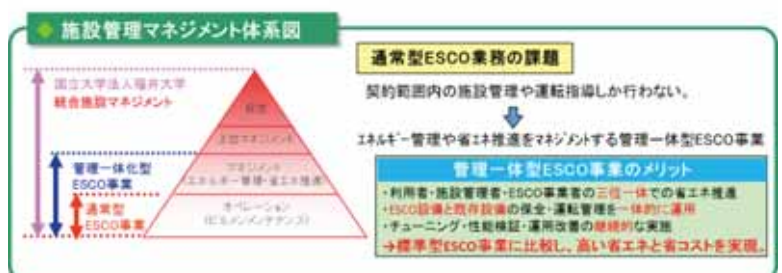 施設管理マネジメント体系図
国立大学法人福井大学
統合施設マネジメント
管理一体化型
ESCO事業
通常型
ESCO事業
経営
上位マネジメント
マネジメント
(エネルギー管理・省エネ推進)
オペレーション
(ビルメンメンテナンス)
通常型ESCO業務の課題
契約範囲内の施設管理や運転指導しか行わない。
エネルギー管理や省エネ推進をマネジメントする管理一体型ESCO事業
管理一体型ESCO事業のメリット
・利用者・施設管理者・ESCO事業者の三位一体での省エネ推進
・ESCO設備と既存設備の保全・運転管理を一体的に運用
・チューニング・性能検証・運用改善の継続的な実施
→標準型ESCO事業に比較し、高い省エネと省コストを実現。